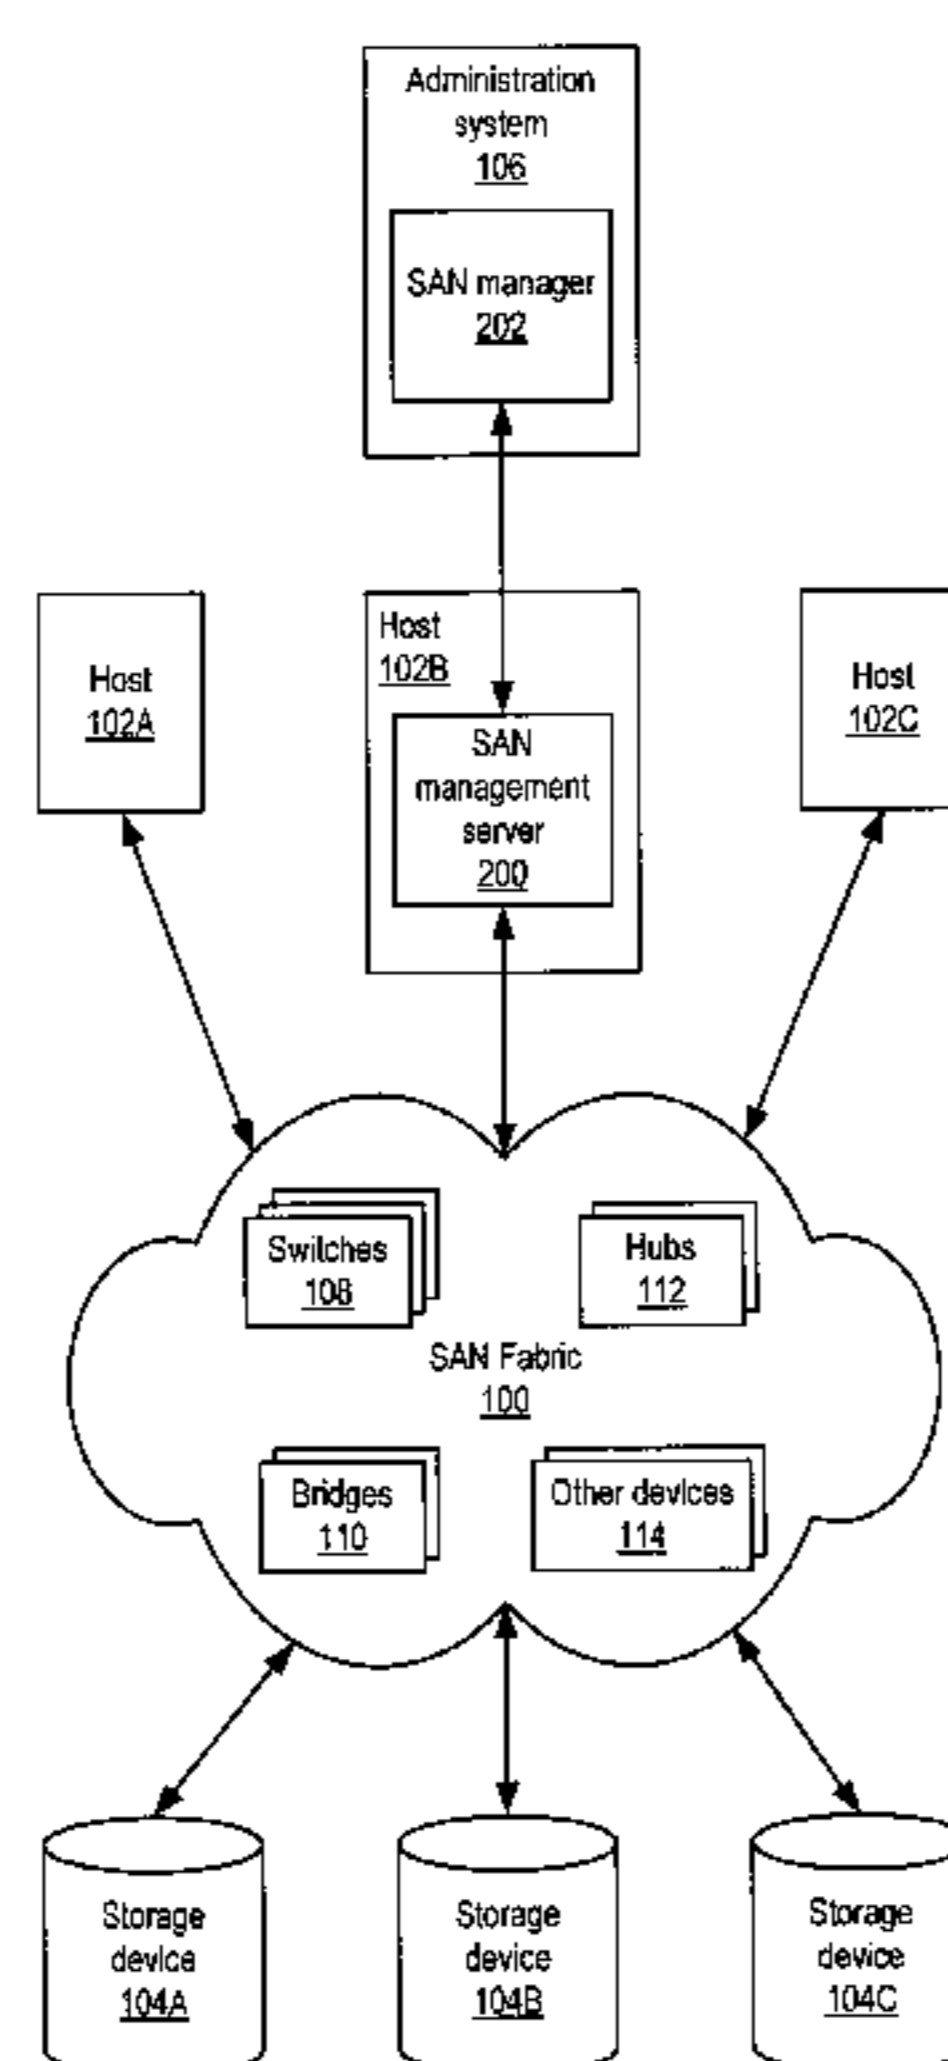 Administration
system
106
SAN manager
202
Host
102A
Host
102B
SAN
management
server
200
Host
102C
Switches
108
Hubs
112
SAN Fabric
100
Bridges
110
Other devices
114
Storage
device
104A
Storage
device
104B
Storage
device
104C